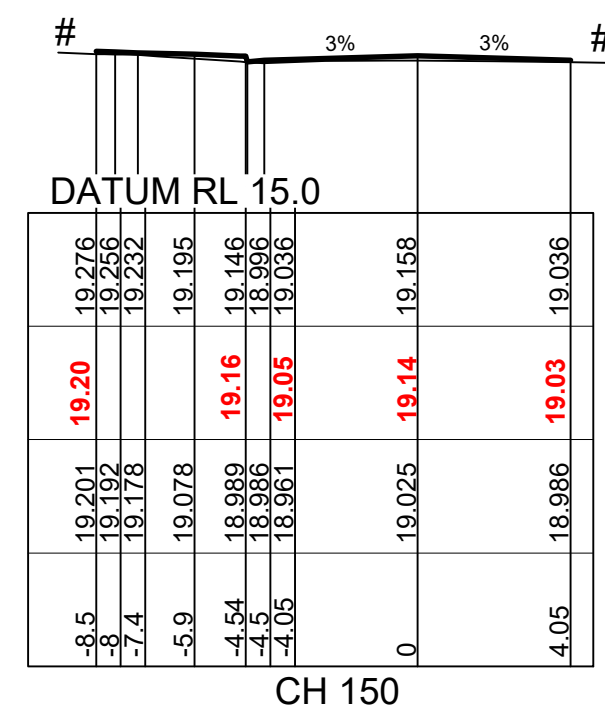 # 3% 3% #
DATUM RL 15.0
19.276 19.256 19.232 19.195 19.146 18.996 19.036 19.158 19.036
19.20 19.16 19.05 19.14 19.03
19.201 19.192 19.178 19.078 18.989 18.986 18.961 19.025 18.986
-8.5 -8 -7.4 -5.9 -4.54 -4.5 -4.05 0 4.05
CH 150